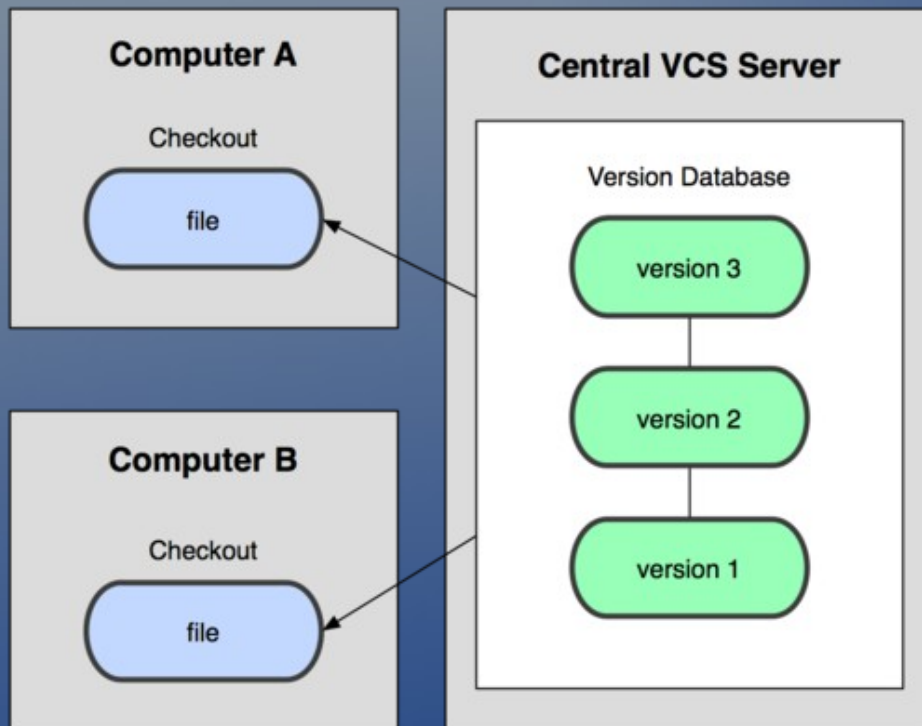 Computer A
Checkout
file
Computer B
Checkout
file
Central VCS Server
Version Database
version 3
version 2
version 1